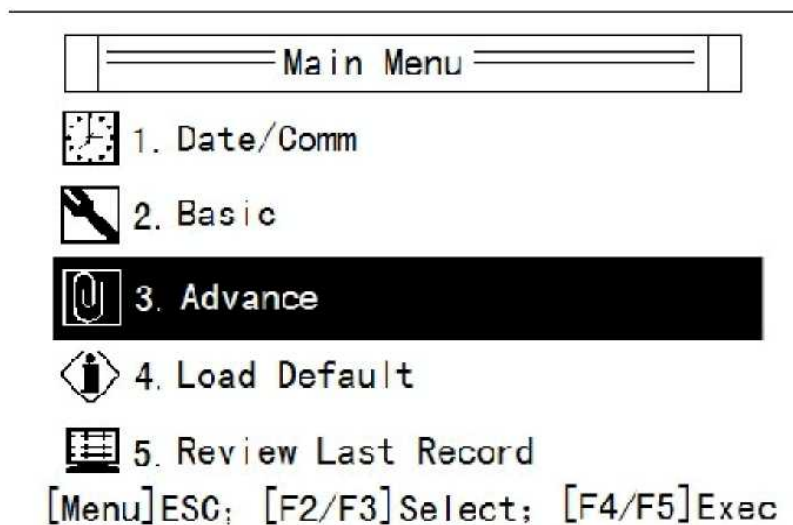 Main Menu
1. Date/Comm
2. Basic
3. Advance
4. Load Default
5. Review Last Record
[Menu]ESC; [F2/F3]Select; [F4/F5]Exec